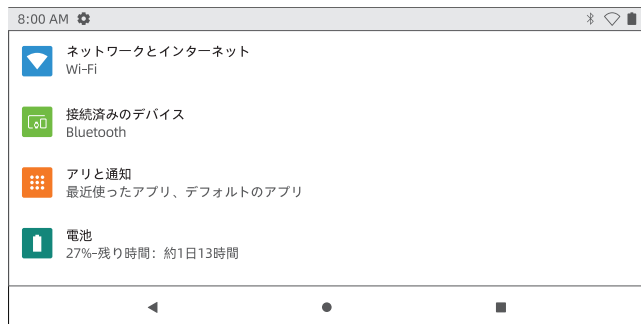 8:00 AM
ネットワークとインターネット
Wi-Fi
接続済みのデバイス
Bluetooth
アリと通知
最近使ったアプリ、デフォルトのアプリ
電池
27%-残り時間：約1日13時間